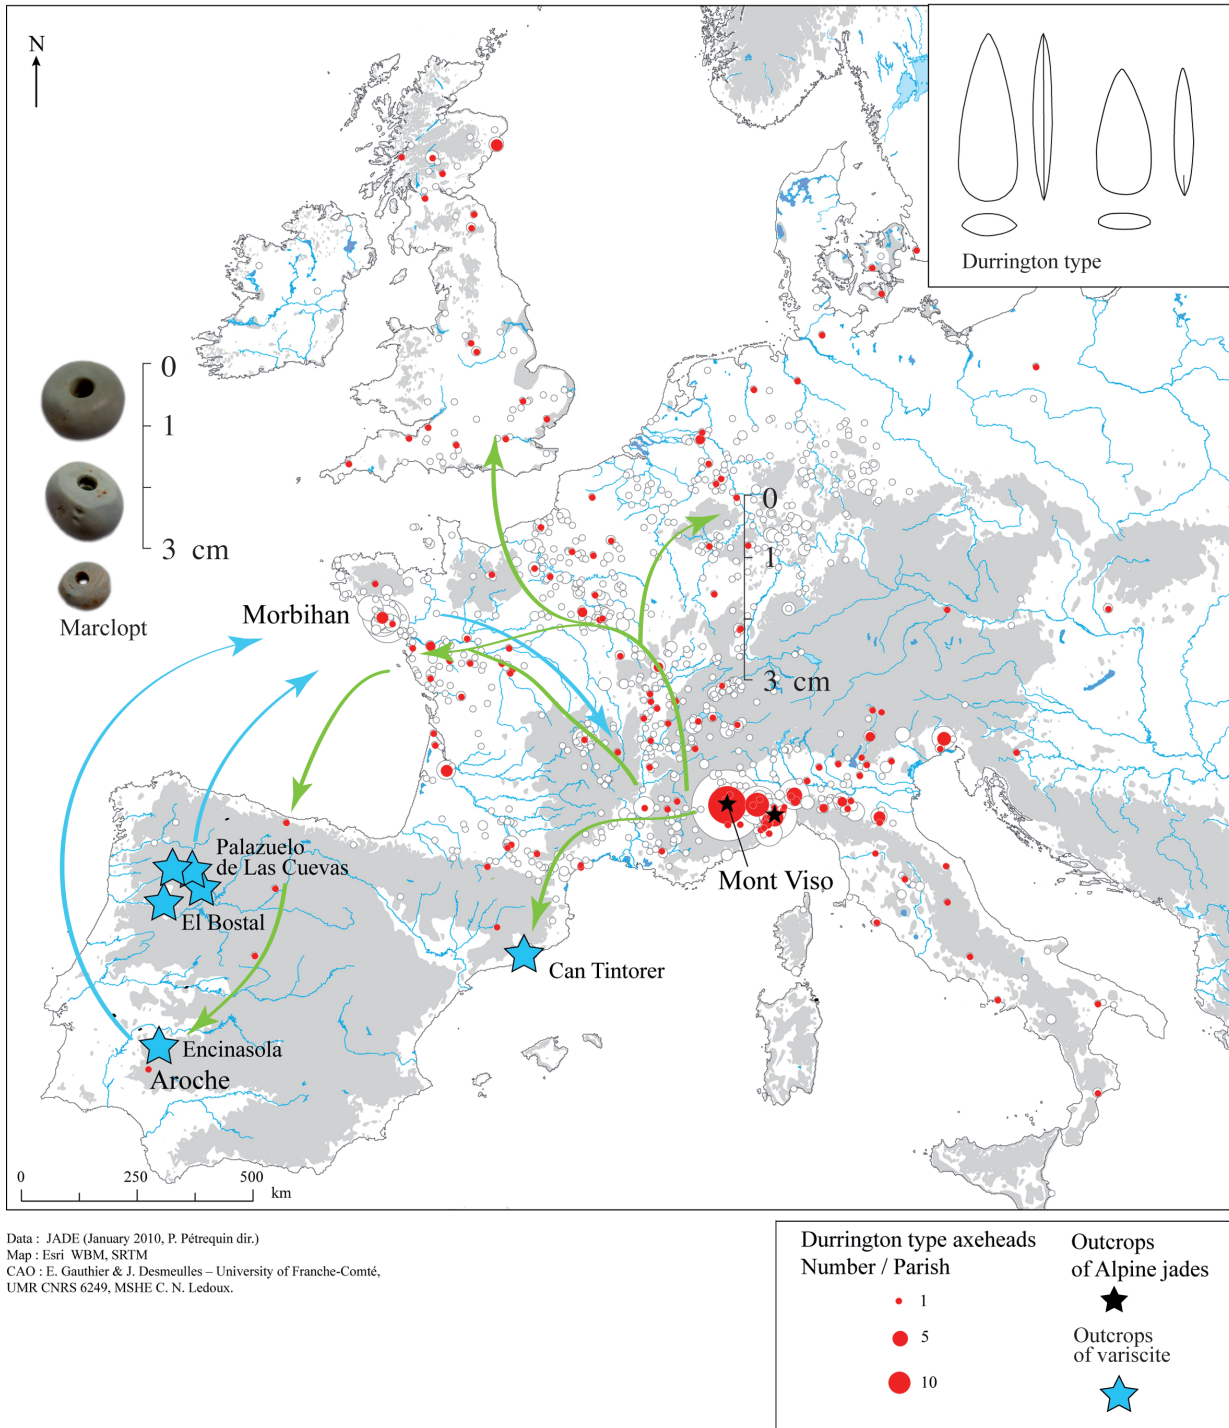 N
Durrington type
0
1
3 cm
Marclopt
0
1
3 cm
Morbihan
Palazuelo
de Las Cuevas
El Bostal
Mont Viso
Can Tintorer
Encinasola
Aroche
0 250 500
km
Data : JADE (January 2010, P. Pétrequin dir.)
Map : Esri WBM, SRTM
CAO : E. Gauthier & J. Desmeulles – University of Franche-Comté,
UMR CNRS 6249, MSHE C. N. Ledoux.
Durrington type axeheads
Number / Parish
1
5
10
Outcrops
of Alpine jades
Outcrops
of variscite